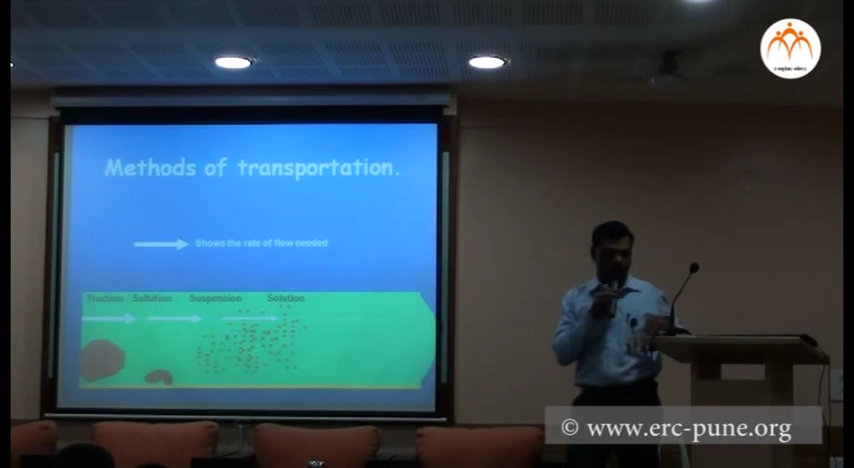 Methods of transportation.
Shows the rate of flow needed
Traction Saltation Suspension Solution
© www.erc-pune.org